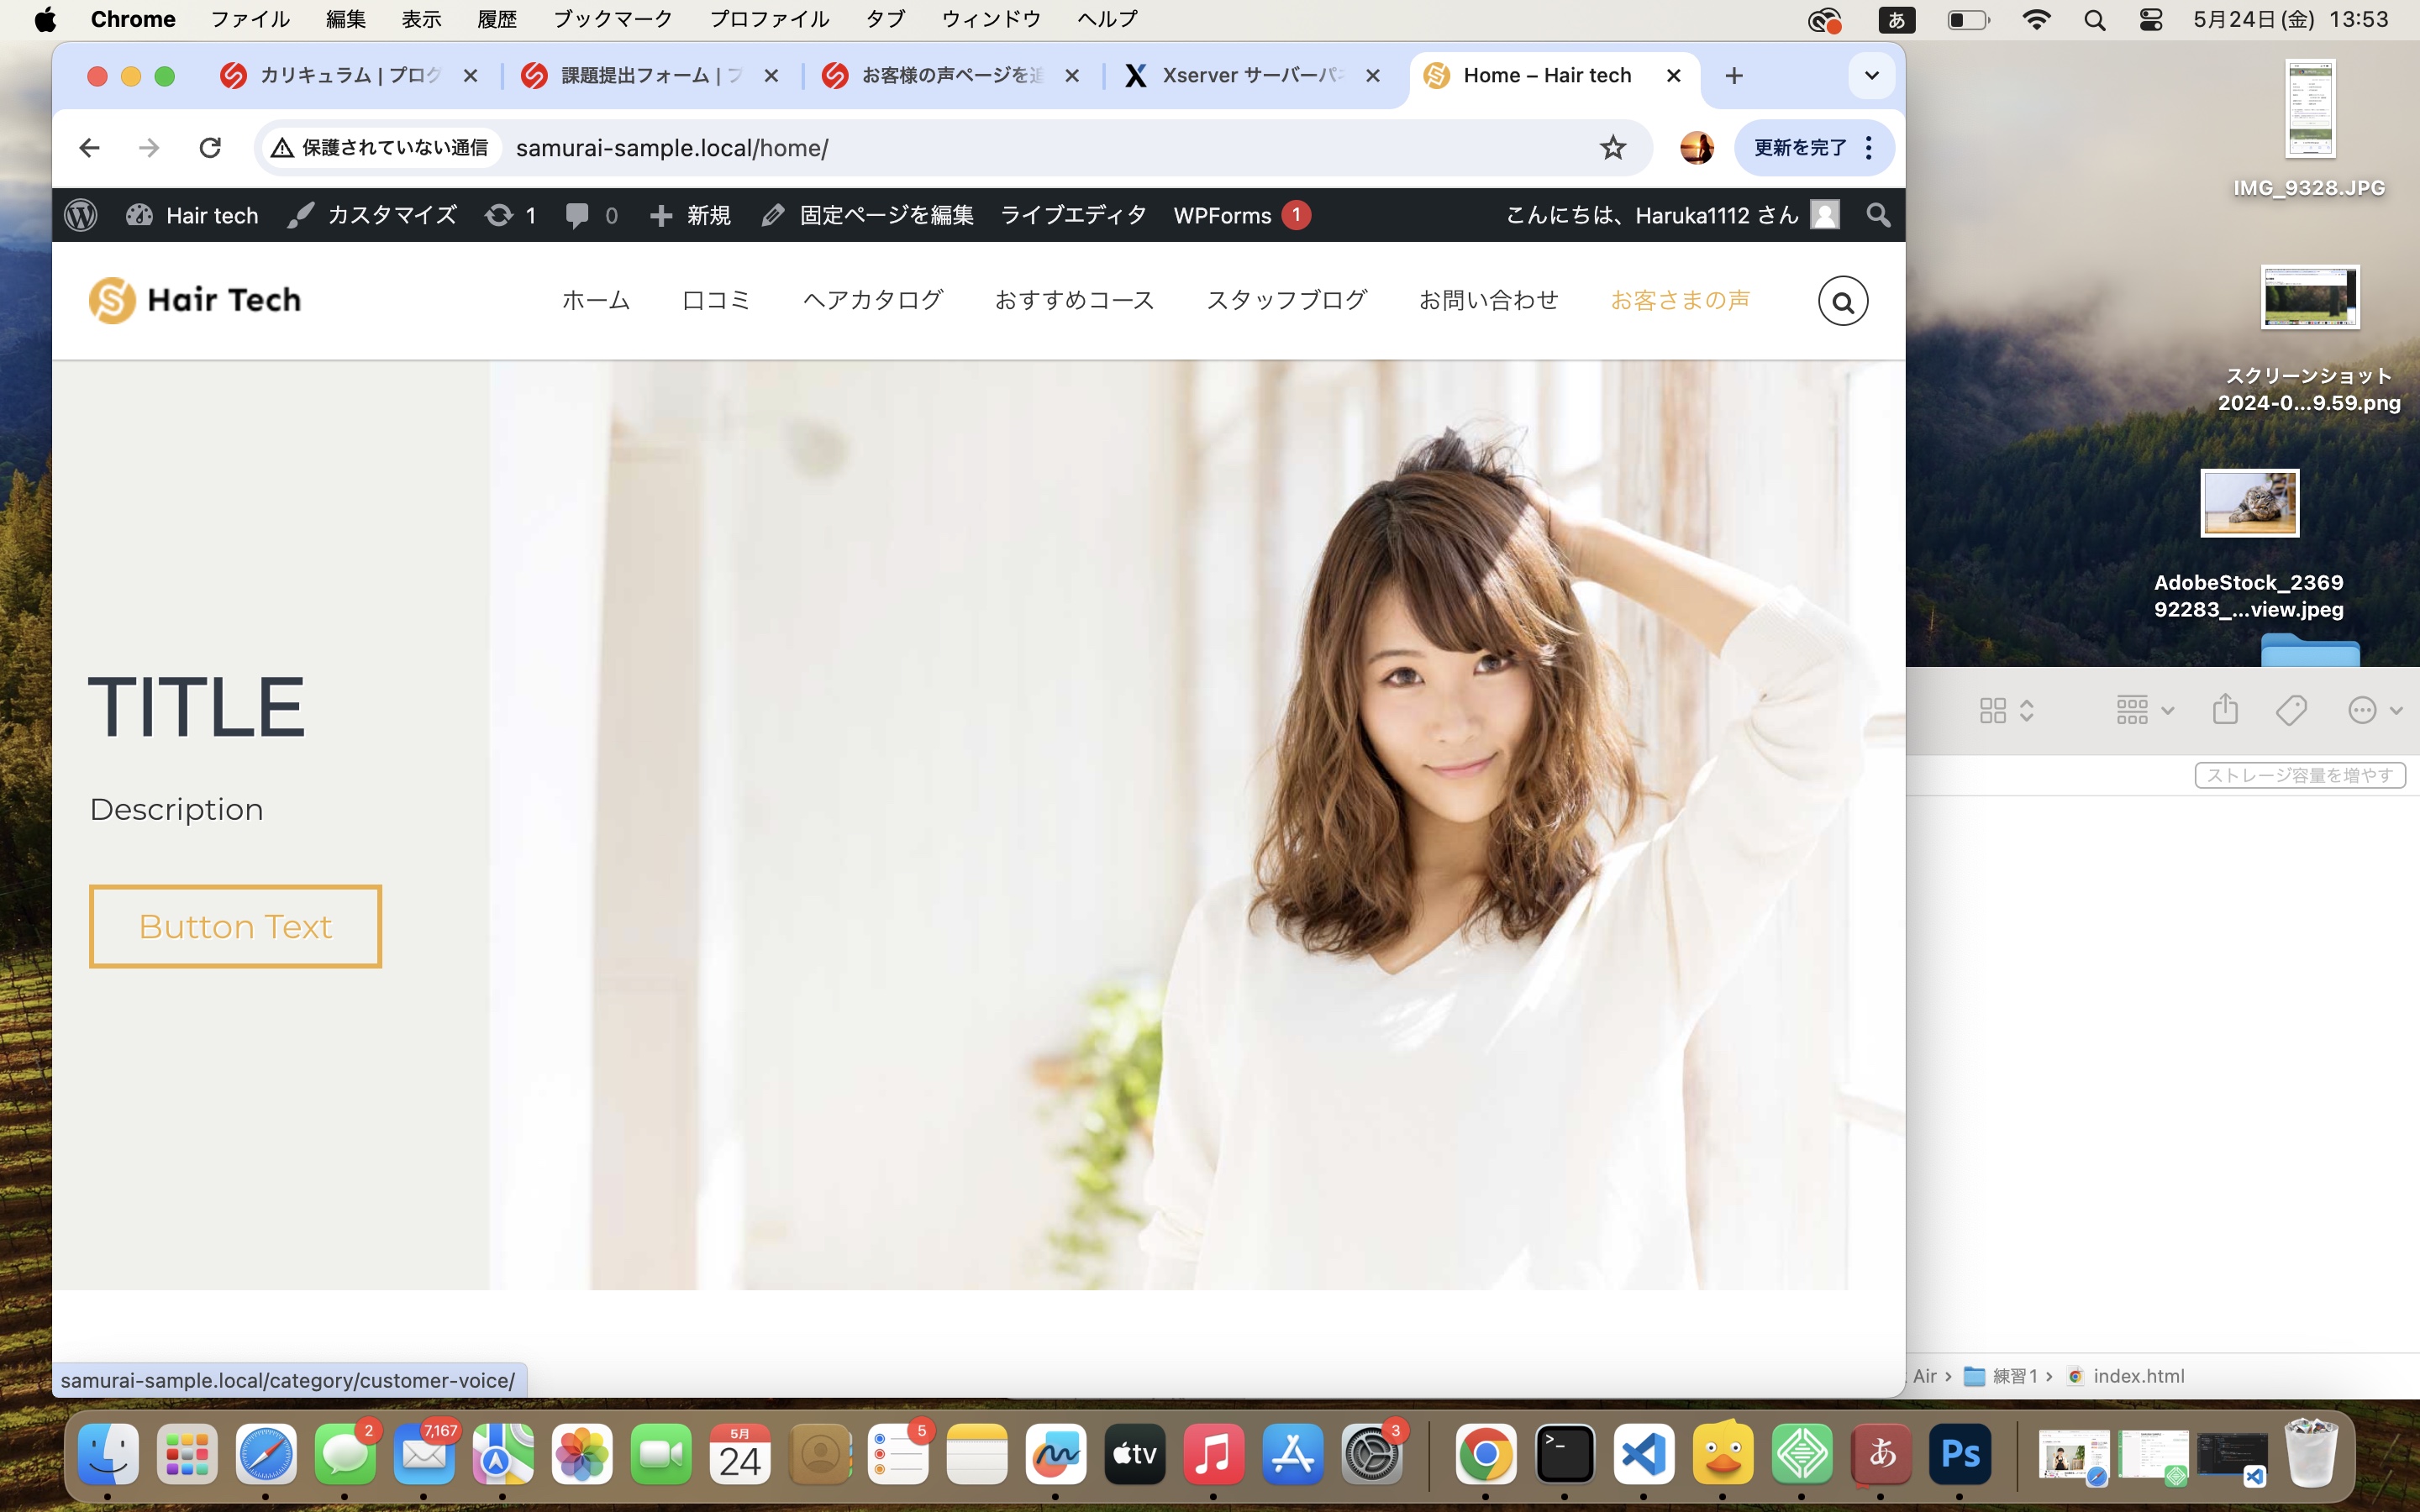 Chrome ファイル 編集 表示 履歴 ブックマーク プロファイル タブ ウィンドウ ヘルプ あ 5月24日(金) 13:53
カリキュラム | プログ 課題提出フォーム | フ お客様の声ページを追 Xserver サーバーパネ Home – Hair tech
保護されていない通信 samurai-sample.local/home/ 更新を完了
Hair tech カスタマイズ 1 0 新規 固定ページを編集 ライブエディタ WPForms 1 こんにちは、Haruka1112 さん
Hair Tech ホーム 口コミ ヘアカタログ おすすめコース スタッフブログ お問い合わせ お客さまの声
TITLE
Description
Button Text
samurai-sample.local/category/customer-voice/
IMG_9328.JPG
スクリーンショット
2024-0...9.59.png
AdobeStock_2369
92283_...view.jpeg
ストレージ容量を増やす
Air › 練習1 › index.html
2 7,167 5月 24 5 tv 3 >_ あ Ps